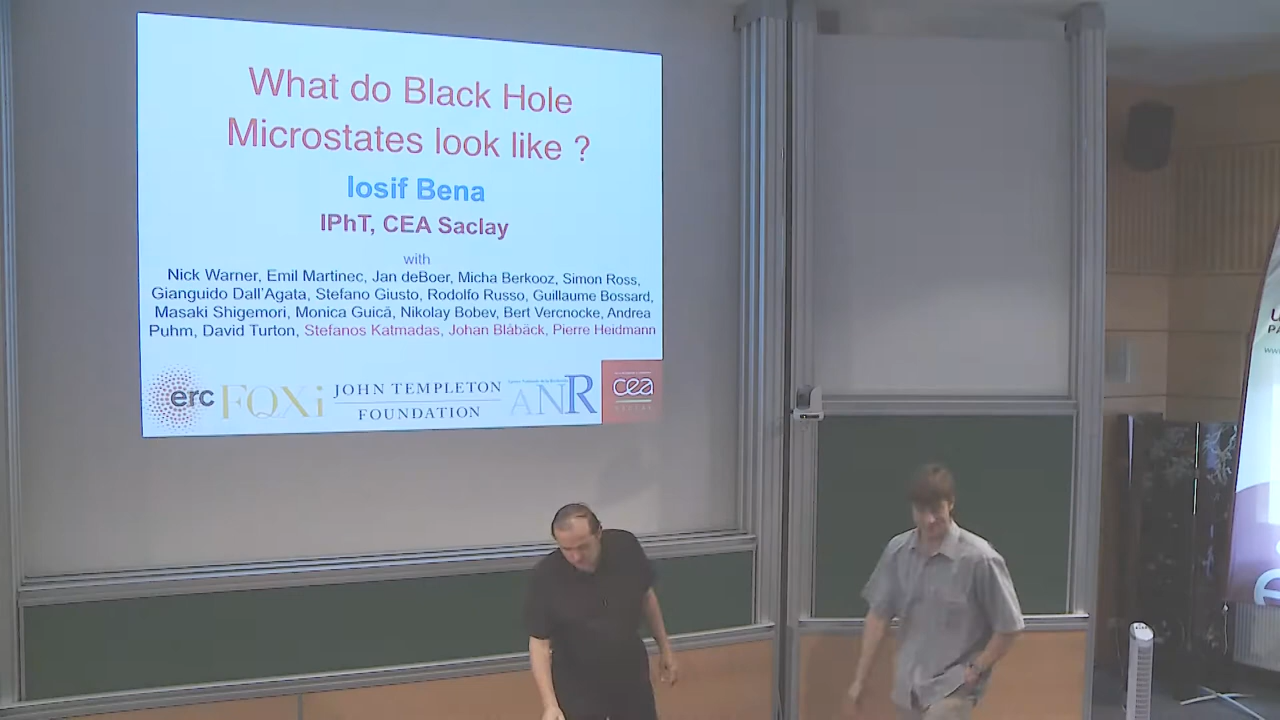 What do Black Hole
Microstates look like ?
Iosif Bena
IPhT, CEA Saclay
with
Nick Warner, Emil Martinec, Jan deBoer, Micha Berkooz, Simon Ross,
Gianguido Dall'Agata, Stefano Giusto, Rodolfo Russo, Guillaume Bossard,
Masaki Shigemori, Monica Guică, Nikolay Bobev, Bert Vercnocke, Andrea
Puhm, David Turton, Stefanos Katmadas, Johan Blåbäck, Pierre Heidmann
erc
FQXi
JOHN TEMPLETON
FOUNDATION
ANR
cea